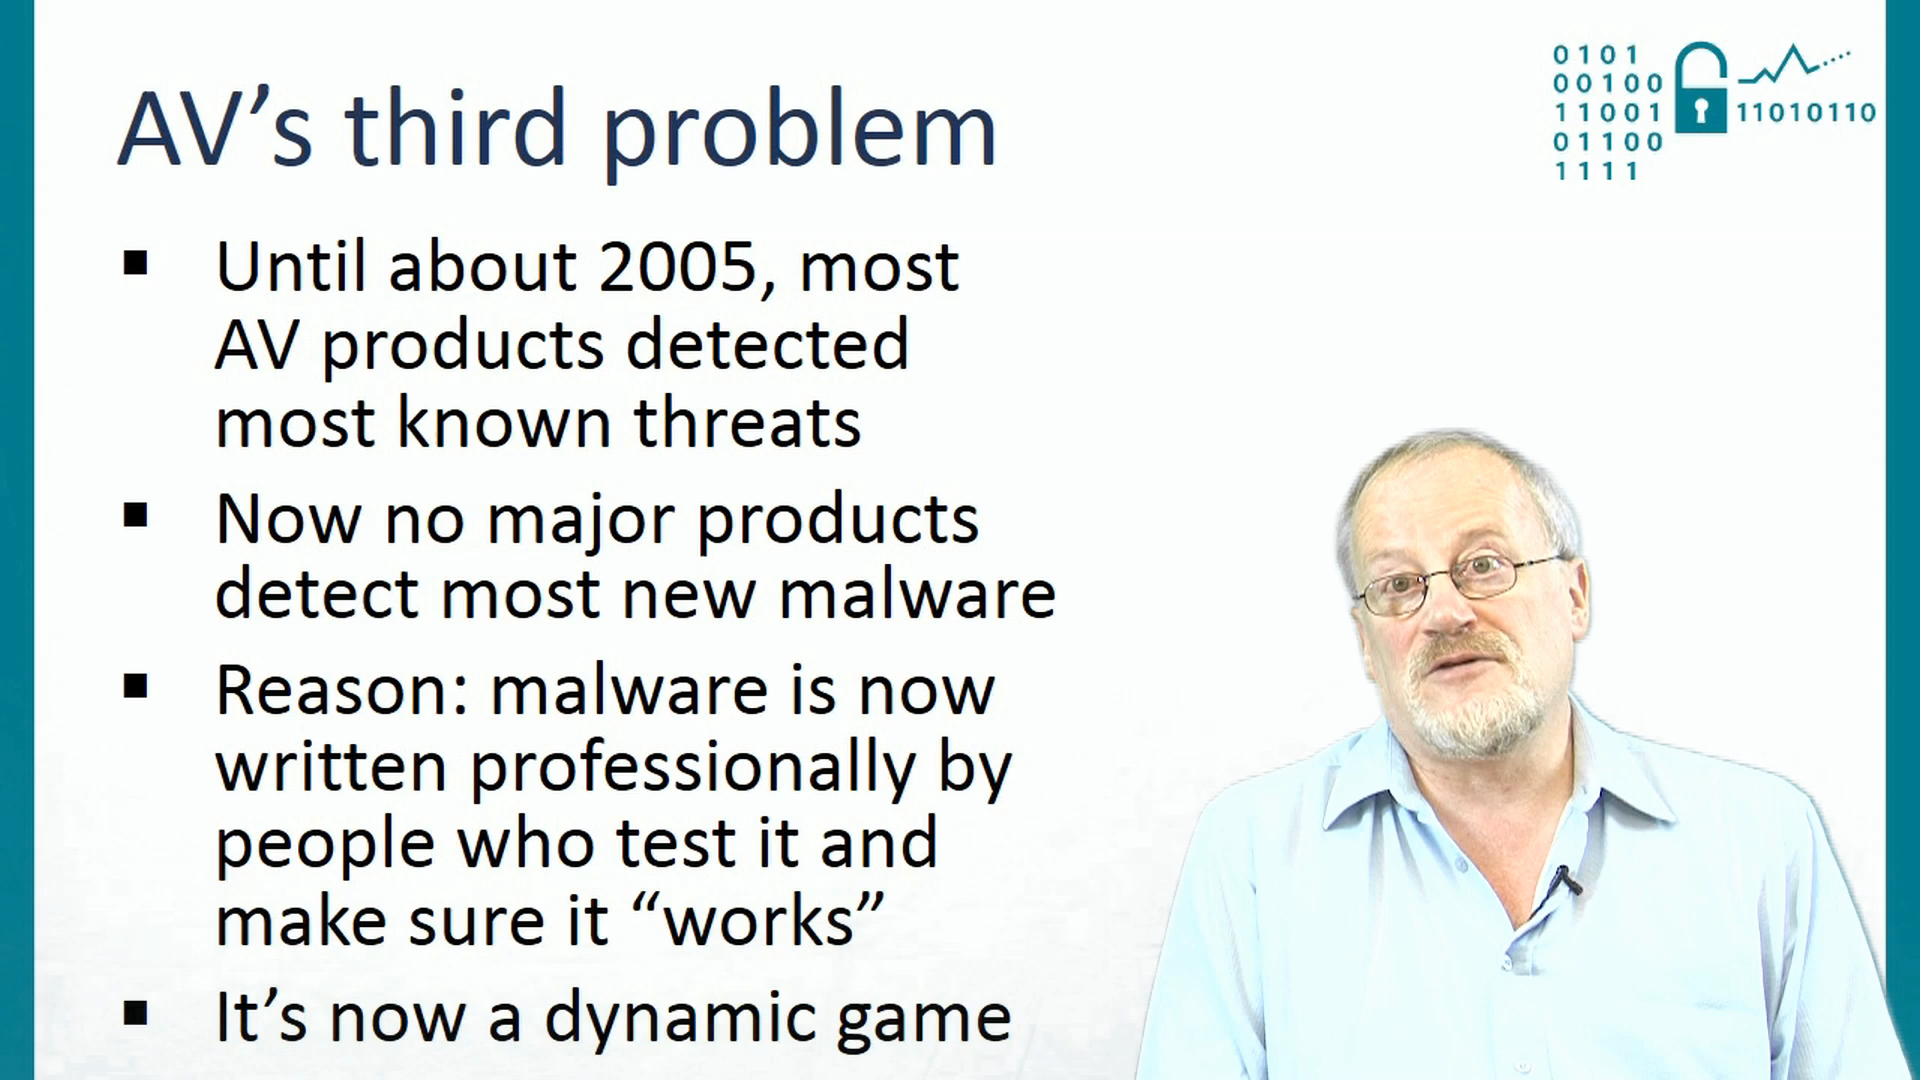 AV’s third problem
0101
00100
11001
01100
1111
11010110
▪ Until about 2005, most
AV products detected
most known threats
▪ Now no major products
detect most new malware
▪ Reason: malware is now
written professionally by
people who test it and
make sure it “works”
▪ It’s now a dynamic game